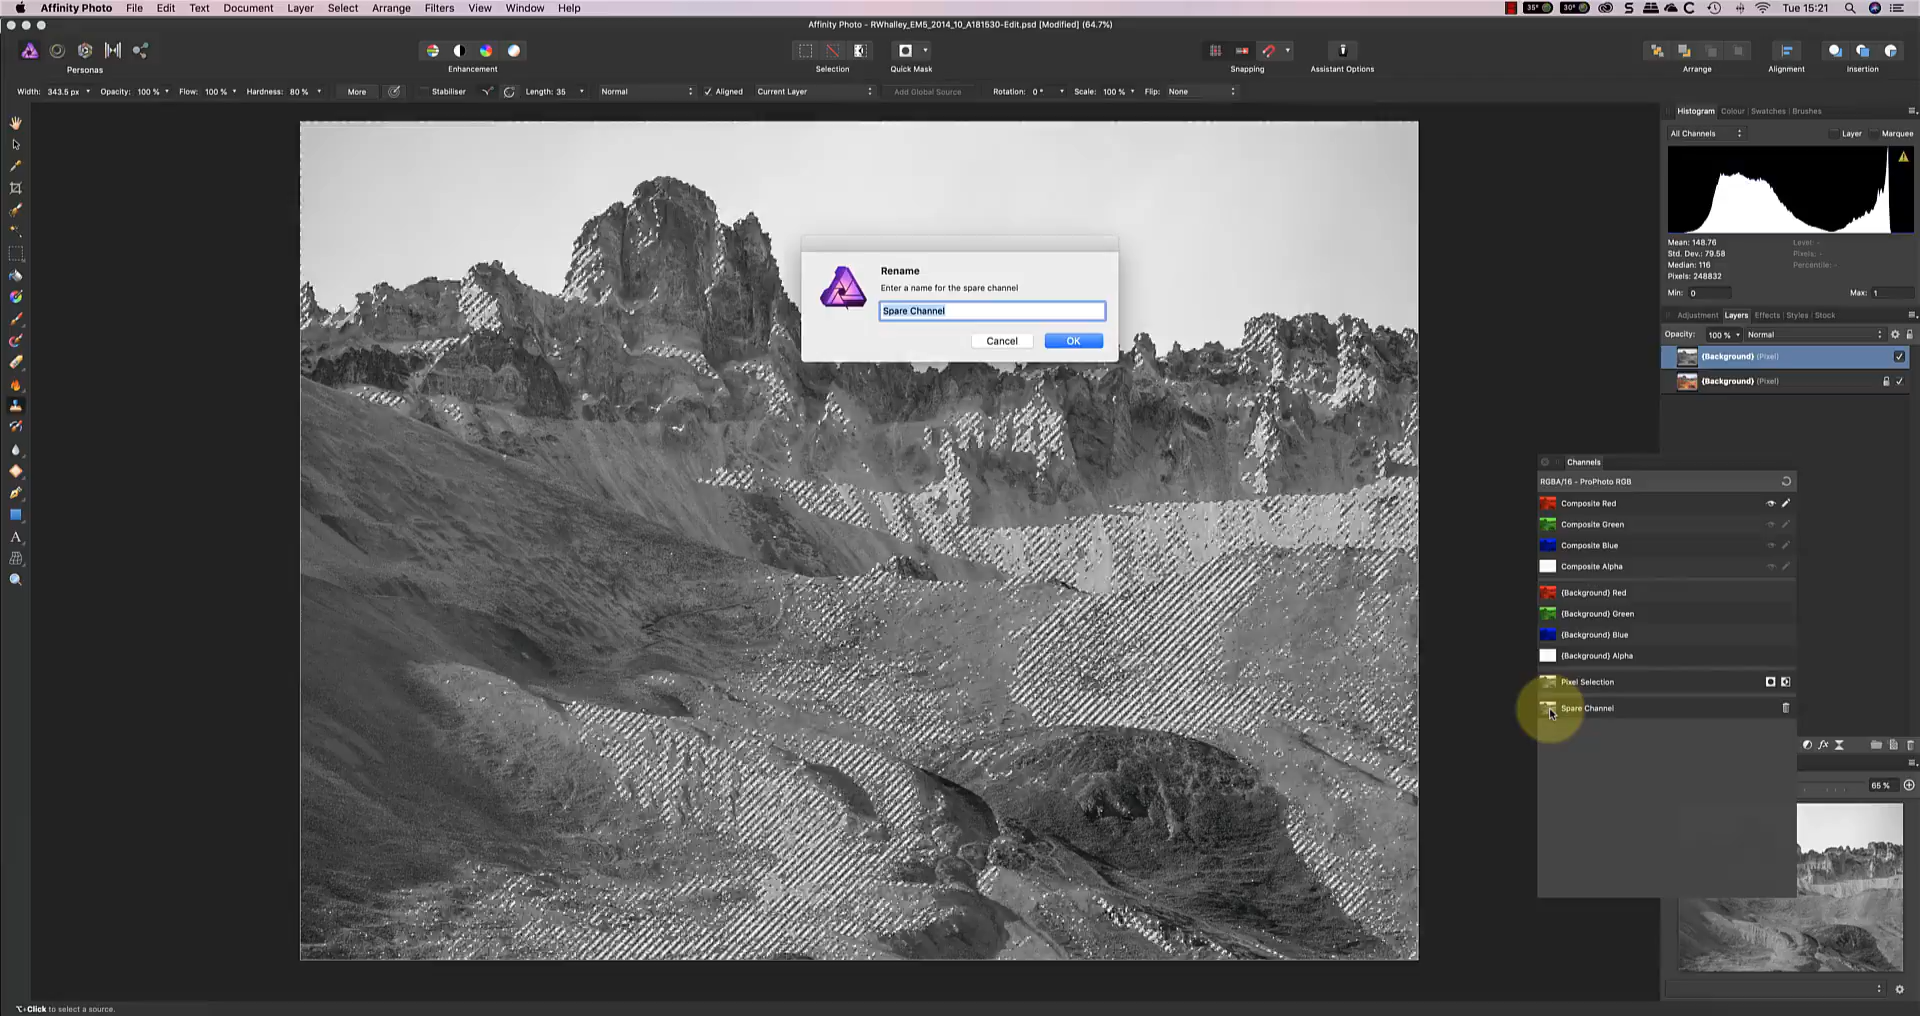 Affinity Photo File Edit Text Document Layer Select Arrange Filters View Window Help 35° 30° Tue 15:21
Affinity Photo - RWhalley_EM5_2014_10_A181530-Edit.psd [Modified] (64.7%)
Personas Enhancement Selection Quick Mask Snapping Assistant Options Arrange Alignment Insertion
Width: 343.5 px Opacity: 100 % Flow: 100 % Hardness: 80 % More Stabiliser Length: 35 Normal Aligned Current Layer Add Global Source Rotation: 0° Scale: 100 % Flip: None
Histogram Colour Swatches Brushes
All Channels Layer Marquee
Mean: 148.76 Level: -
Std. Dev.: 79.58 Pixels: -
Median: 116 Percentile: -
Pixels: 248832
Min: 0 Max: 1
Adjustment Layers Effects Styles Stock
Opacity: 100 % Normal
(Background) (Pixel)
(Background) (Pixel)
Rename
Enter a name for the spare channel
Spare Channel
Cancel OK
Channels
RGBA/16 - ProPhoto RGB
Composite Red
Composite Green
Composite Blue
Composite Alpha
(Background) Red
(Background) Green
(Background) Blue
(Background) Alpha
Pixel Selection
Spare Channel
65 %
⌥+Click to select a source.